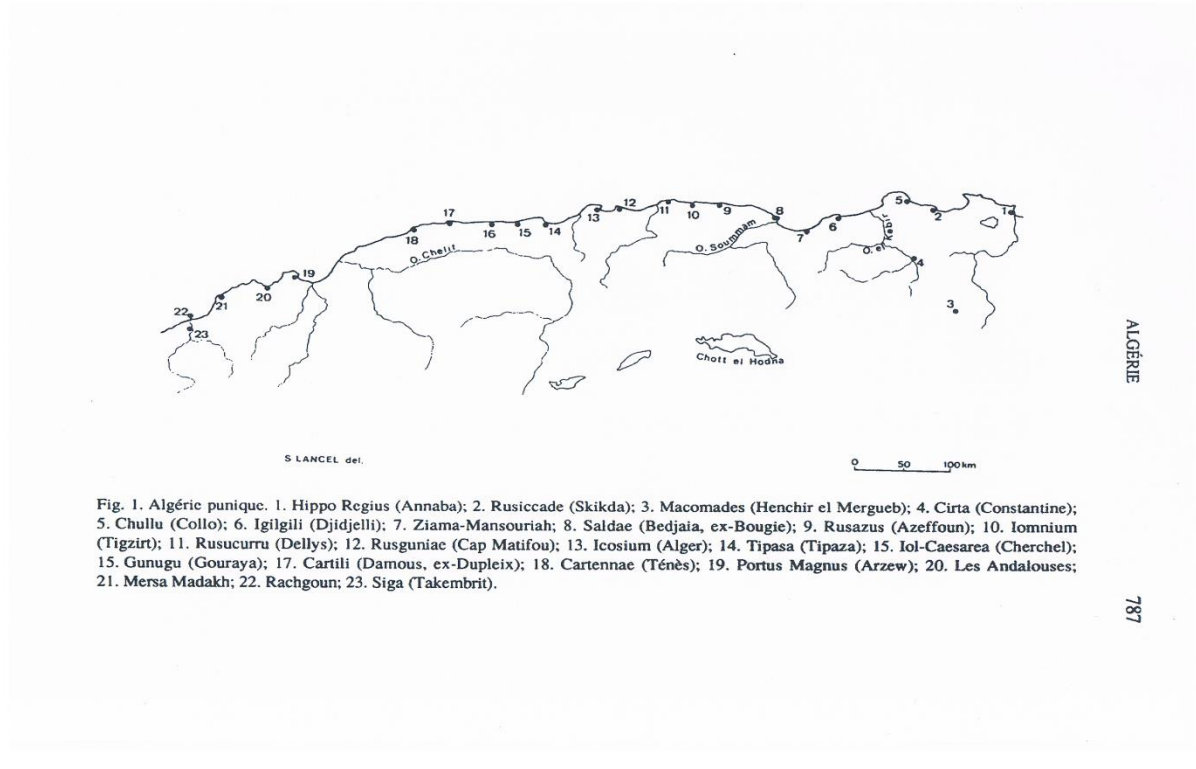 17
12
13
11
10
9
8
5
2
1
18
16
15
14
7
6
O. Chelit
O. Soummam
O. el Kebir
4
19
20
21
22
23
3
Chott el Hodna
S LANCEL del.
0 50 100 km
Fig. 1. Algérie punique. 1. Hippo Regius (Annaba); 2. Rusiccade (Skikda); 3. Macomades (Henchir el Mergueb); 4. Cirta (Constantine);
5. Chullu (Collo); 6. Igilgili (Djidjelli); 7. Ziama-Mansouriah; 8. Saldae (Bedjaia, ex-Bougie); 9. Rusazus (Azeffoun); 10. Iomnium
(Tigzirt); 11. Rusucurru (Dellys); 12. Rusguniae (Cap Matifou); 13. Icosium (Alger); 14. Tipasa (Tipaza); 15. Iol-Caesarea (Cherchel);
15. Gunugu (Gouraya); 17. Cartili (Damous, ex-Dupleix); 18. Cartennae (Ténès); 19. Portus Magnus (Arzew); 20. Les Andalouses;
21. Mersa Madakh; 22. Rachgoun; 23. Siga (Takembrit).
ALGÉRIE
787